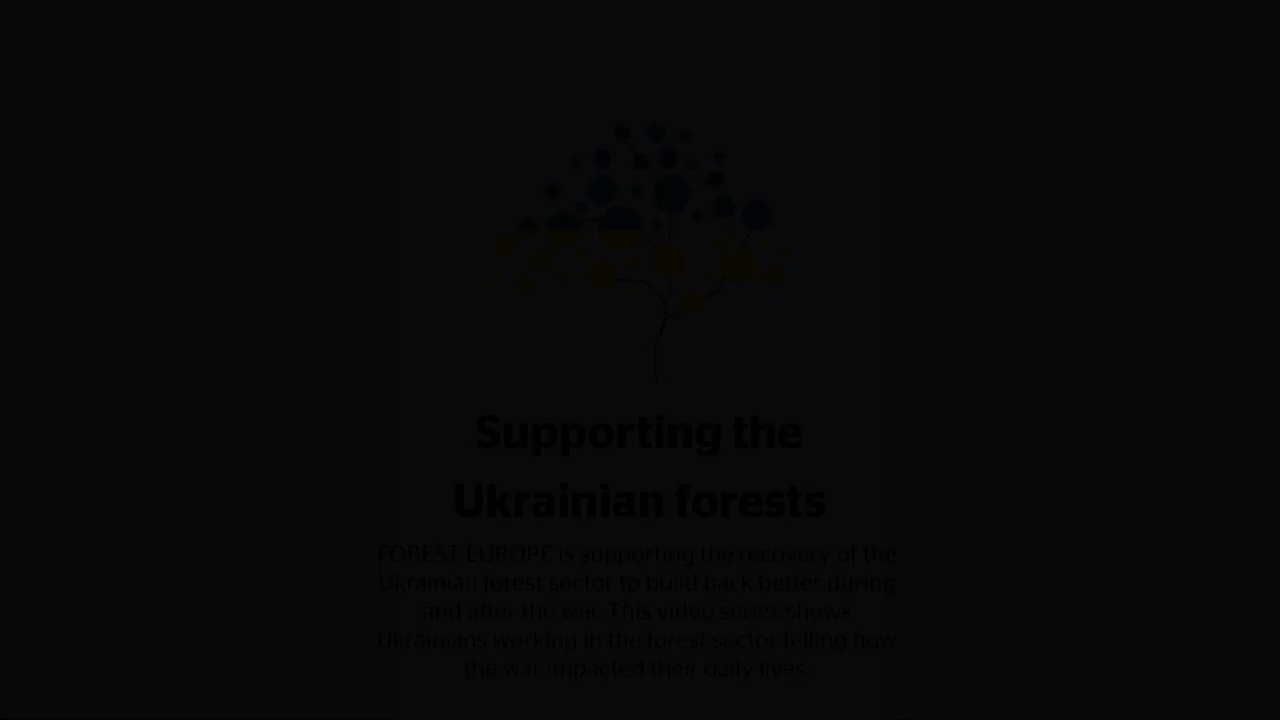 Supporting the
Ukrainian forests
FOREST EUROPE is supporting the recovery of the
Ukrainian forest sector to build back better during
and after the war. This video series shows
Ukrainians working in the forest sector telling how
the war impacted their daily lives.